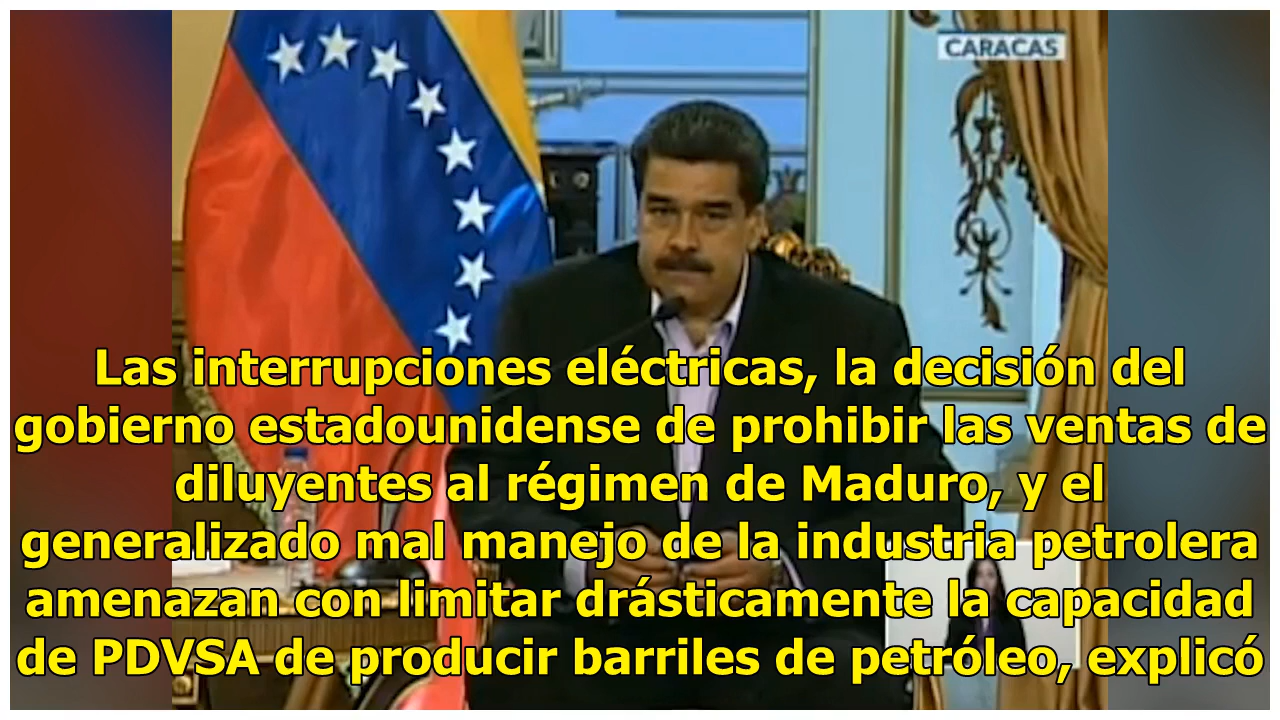 CARACAS
Las interrupciones eléctricas, la decisión del
gobierno estadounidense de prohibir las ventas de
diluyentes al régimen de Maduro, y el
generalizado mal manejo de la industria petrolera
amenazan con limitar drásticamente la capacidad
de PDVSA de producir barriles de petróleo, explicó